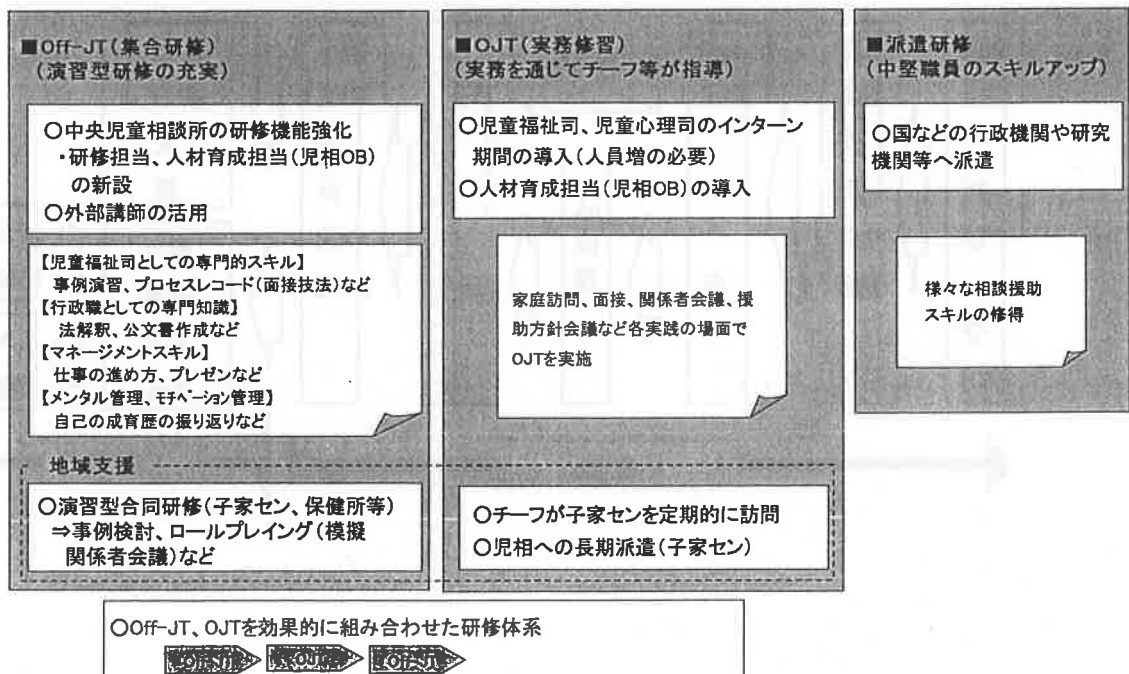 ■Off-JT(集合研修)
(演習型研修の充実)
○中央児童相談所の研修機能強化
・研修担当、人材育成担当(児相OB)
の新設
○外部講師の活用
【児童福祉司としての専門的スキル】
事例演習、プロセスレコード(面接技法)など
【行政職としての専門知識】
法解釈、公文書作成など
【マネージメントスキル】
仕事の進め方、プレゼンなど
【メンタル管理、モチベーション管理】
自己の成育歴の振り返りなど
地域支援
○演習型合同研修(子家セン、保健所等)
⇒事例検討、ロールプレイング(模擬
関係者会議)など
■OJT(実務修習)
(実務を通じてチーフ等が指導)
○児童福祉司、児童心理司のインターン
期間の導入(人員増の必要)
○人材育成担当(児相OB)の導入
家庭訪問、面接、関係者会議、援
助方針会議など各実践の場面で
OJTを実施
○チーフが子家センを定期的に訪問
○児相への長期派遣(子家セン)
■派遣研修
(中堅職員のスキルアップ)
○国などの行政機関や研究
機関等へ派遣
様々な相談援助
スキルの修得
○Off-JT、OJTを効果的に組み合わせた研修体系
Off-JT OJT Off-JT